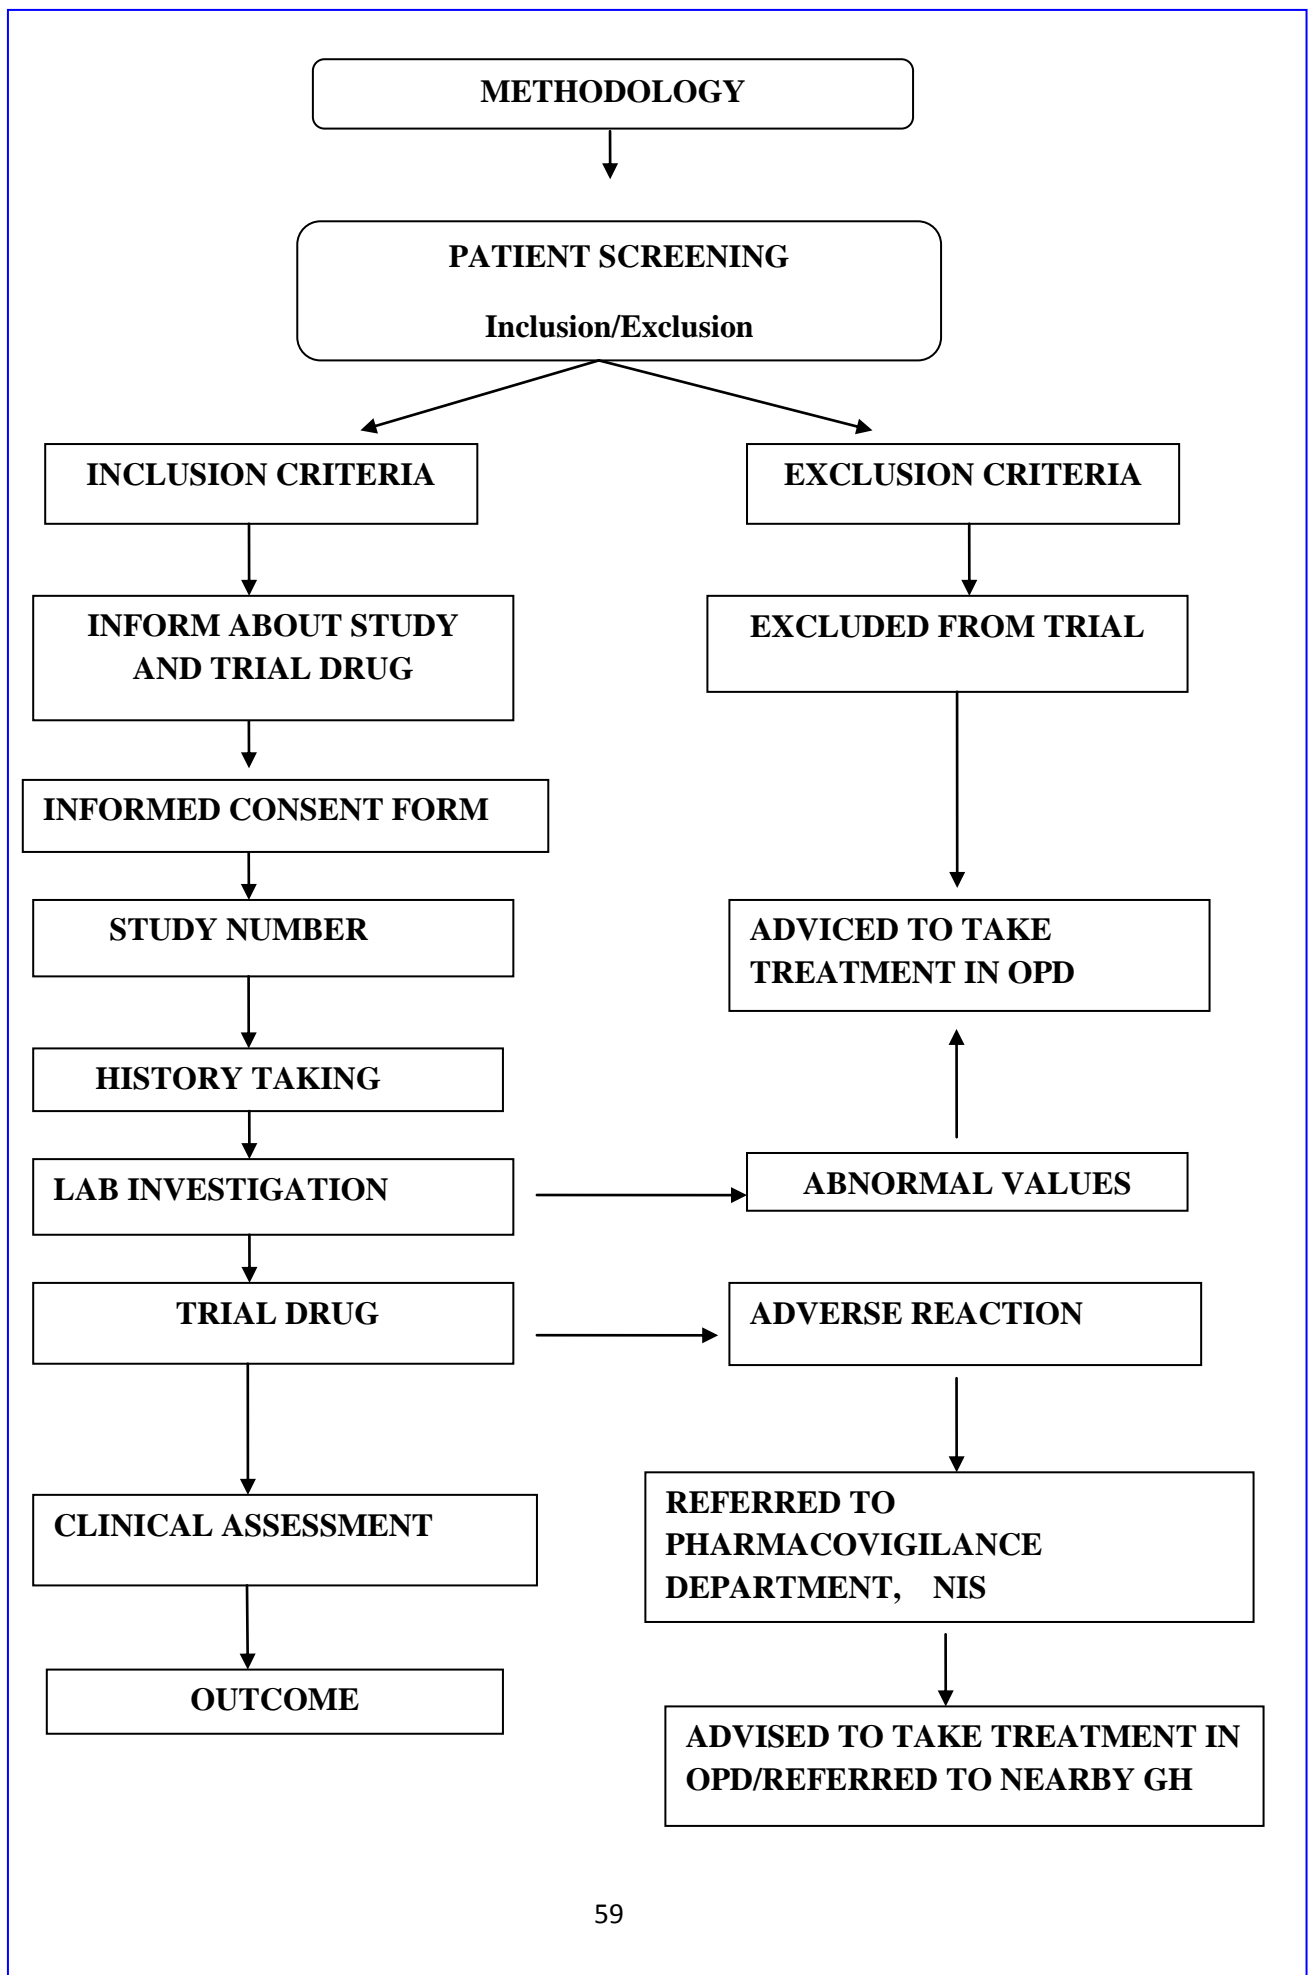 METHODOLOGY
PATIENT SCREENING
Inclusion/Exclusion
INCLUSION CRITERIA
EXCLUSION CRITERIA
INFORM ABOUT STUDY
AND TRIAL DRUG
EXCLUDED FROM TRIAL
INFORMED CONSENT FORM
STUDY NUMBER
ADVICED TO TAKE
TREATMENT IN OPD
HISTORY TAKING
LAB INVESTIGATION
ABNORMAL VALUES
TRIAL DRUG
ADVERSE REACTION
CLINICAL ASSESSMENT
REFERRED TO
PHARMACOVIGILANCE
DEPARTMENT, NIS
OUTCOME
ADVISED TO TAKE TREATMENT IN
OPD/REFERRED TO NEARBY GH
59